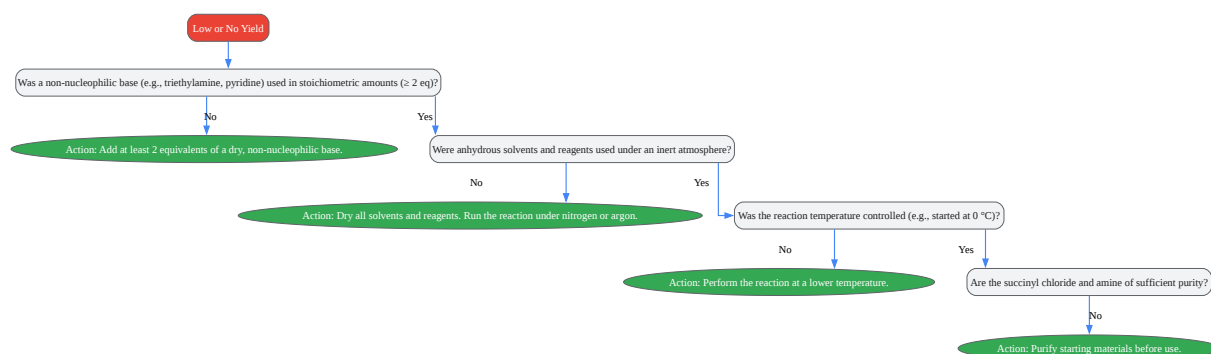 Low or No Yield
Was a non-nucleophilic base (e.g., triethylamine, pyridine) used in stoichiometric amounts (≥ 2 eq)?
No
Yes
Action: Add at least 2 equivalents of a dry, non-nucleophilic base.
Were anhydrous solvents and reagents used under an inert atmosphere?
No
Yes
Action: Dry all solvents and reagents. Run the reaction under nitrogen or argon.
Was the reaction temperature controlled (e.g., started at 0 °C)?
No
Yes
Action: Perform the reaction at a lower temperature.
Are the succinyl chloride and amine of sufficient purity?
No
Action: Purify starting materials before use.